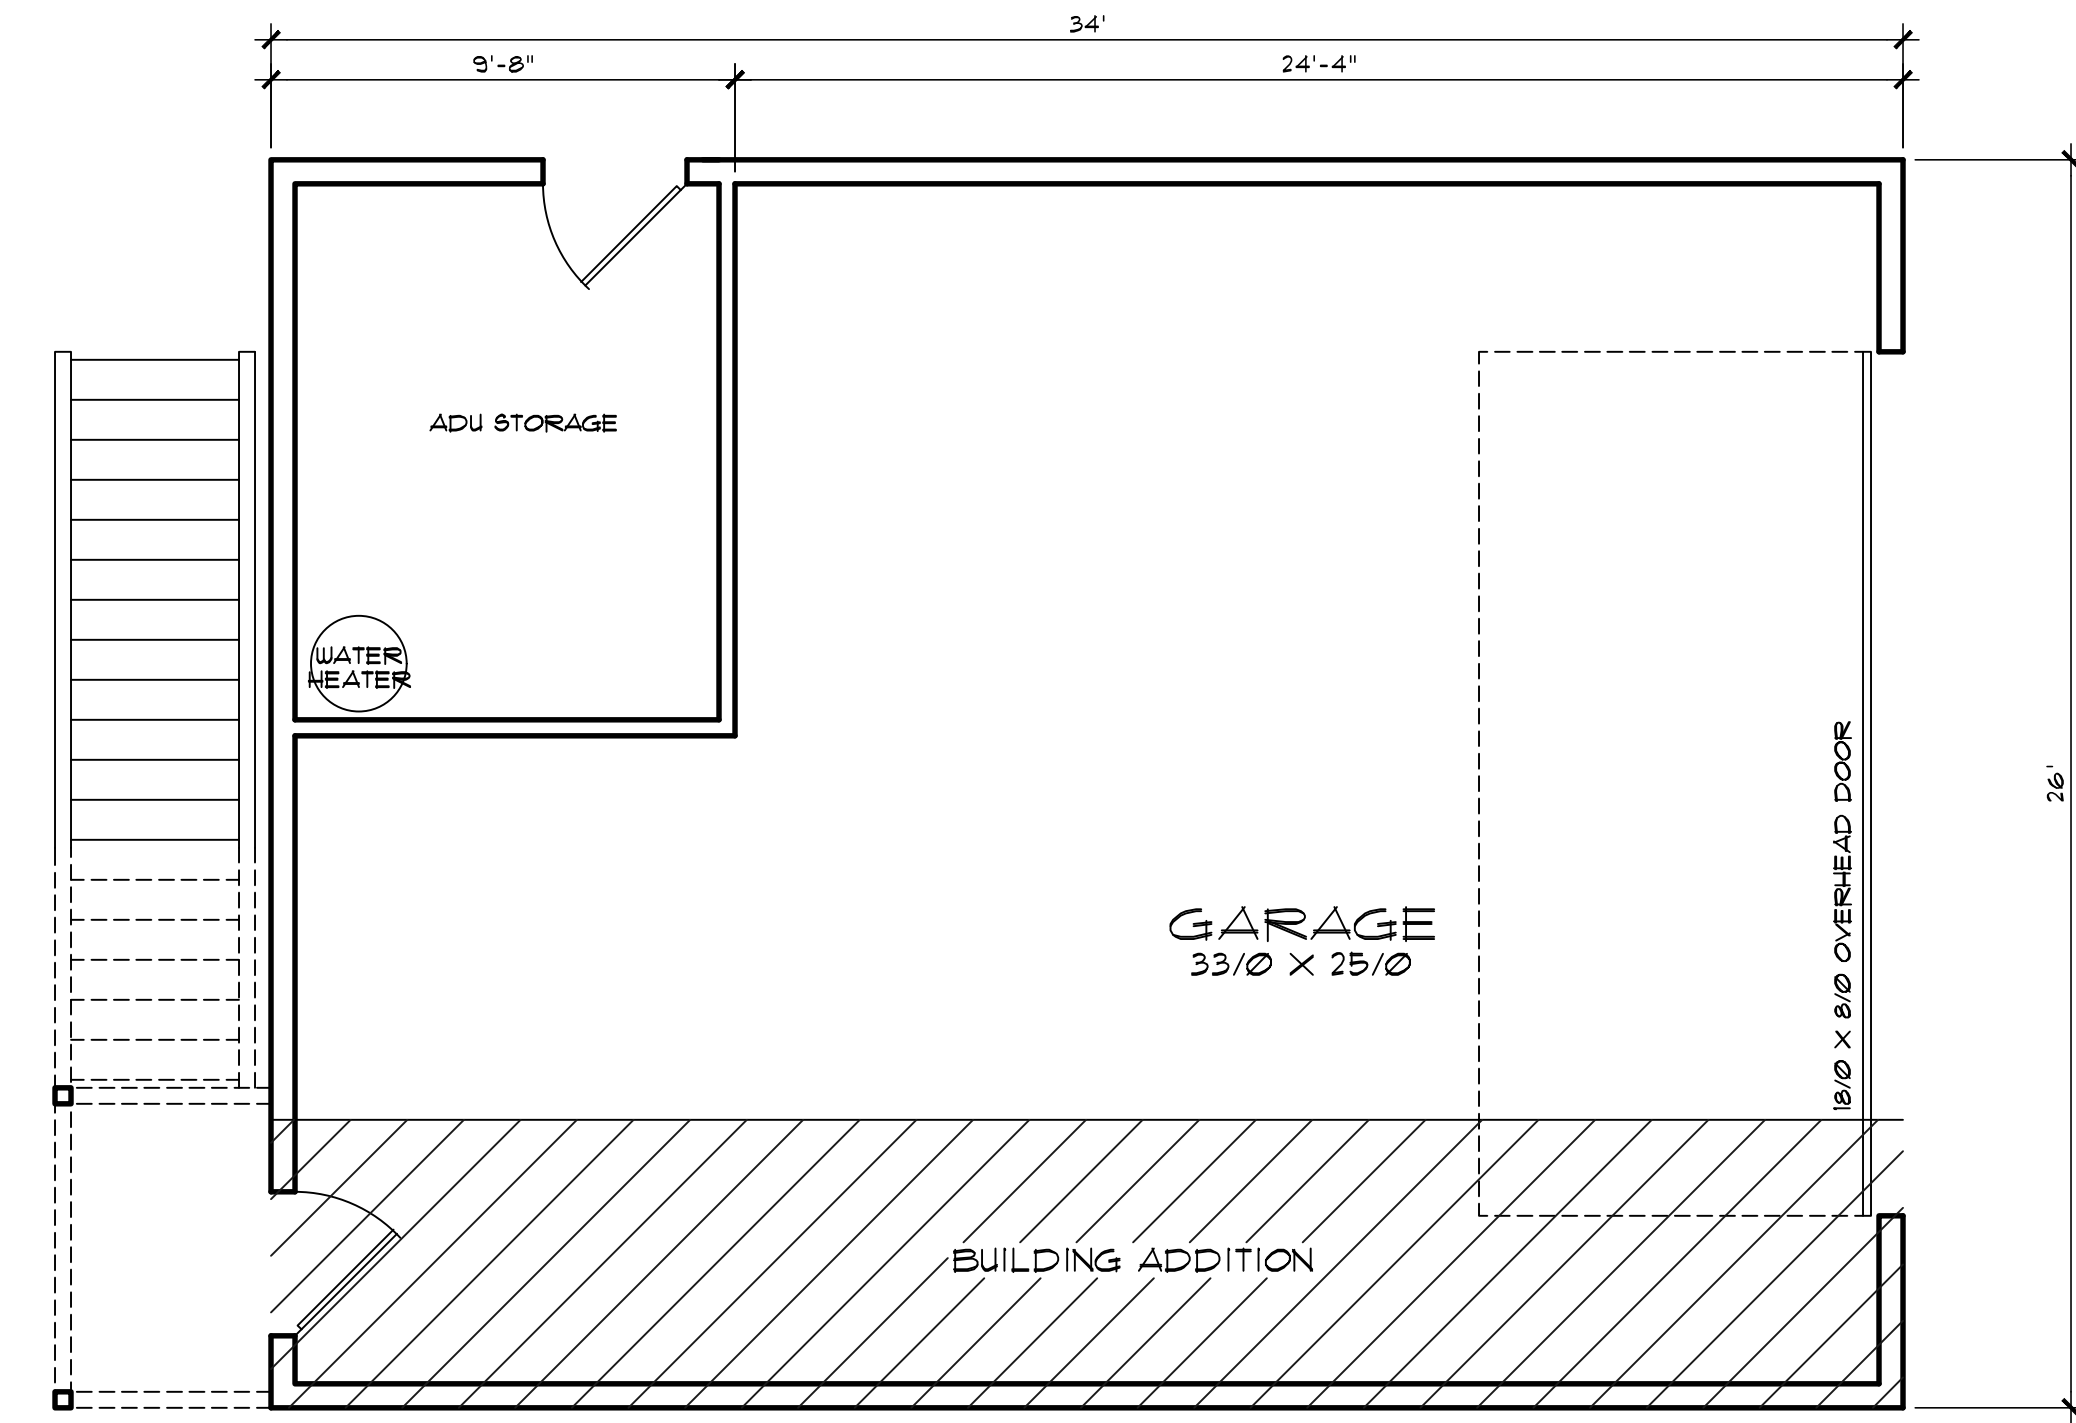 34'
9'-8"
24'-4"
ADU STORAGE
WATER
HEATER
26'
18/0 X 8/0 OVERHEAD DOOR
GARAGE
33/0 X 25/0
BUILDING ADDITION